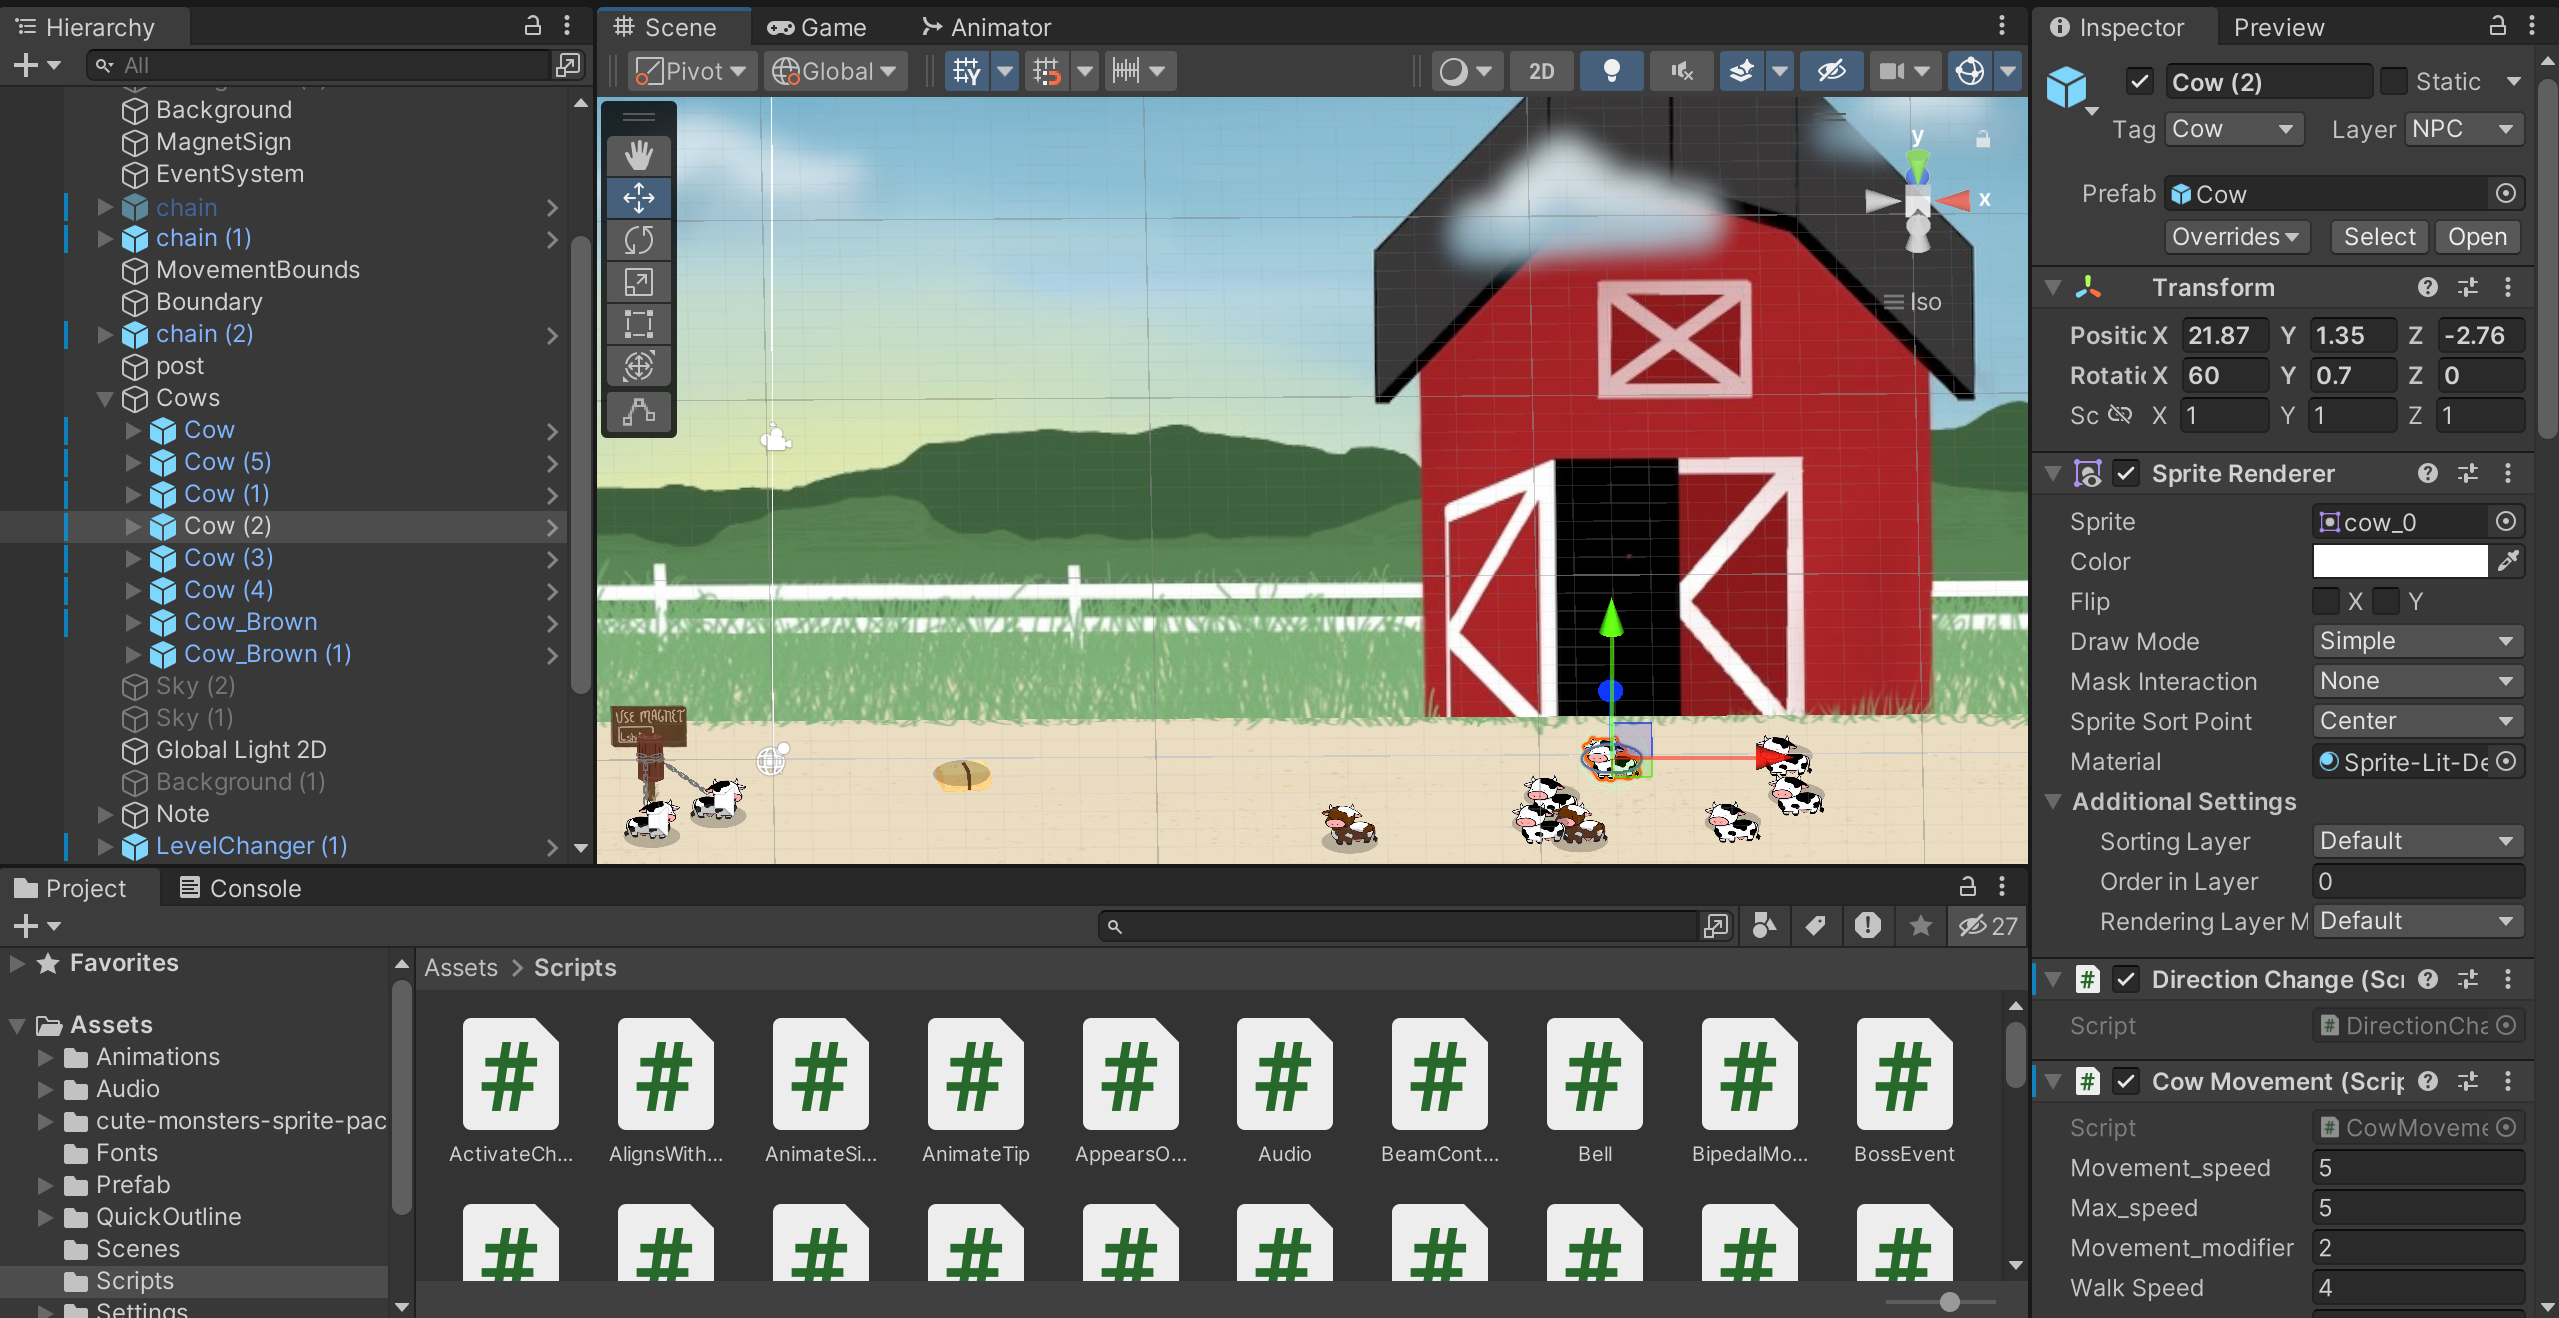 Hierarchy
All
Background
MagnetSign
EventSystem
chain
chain (1)
MovementBounds
Boundary
chain (2)
post
Cows
Cow
Cow (5)
Cow (1)
Cow (2)
Cow (3)
Cow (4)
Cow_Brown
Cow_Brown (1)
Sky (2)
Sky (1)
Global Light 2D
Background (1)
Note
LevelChanger (1)
Scene Game Animator
Pivot Global 2D
y
x
Iso
USE MAGNET
Inspector Preview
Cow (2) Static
Tag Cow Layer NPC
Prefab Cow
Overrides Select Open
Transform
Positic X 21.87 Y 1.35 Z -2.76
Rotatic X 60 Y 0.7 Z 0
Sc X 1 Y 1 Z 1
Sprite Renderer
Sprite cow_0
Color
Flip X Y
Draw Mode Simple
Mask Interaction None
Sprite Sort Point Center
Material Sprite-Lit-De
Additional Settings
Sorting Layer Default
Order in Layer 0
Rendering Layer M Default
Direction Change (Scr
Script DirectionCha
Cow Movement (Scrip
Script CowMoveme
Movement_speed 5
Max_speed 5
Movement_modifier 2
Walk Speed 4
Project Console
27
Favorites
Assets
Animations
Audio
cute-monsters-sprite-pac
Fonts
Prefab
QuickOutline
Scenes
Scripts
Settings
Assets > Scripts
ActivateCh... AlignsWith... AnimateSi... AnimateTip AppearsO... Audio BeamCont... Bell BipedalMo... BossEvent